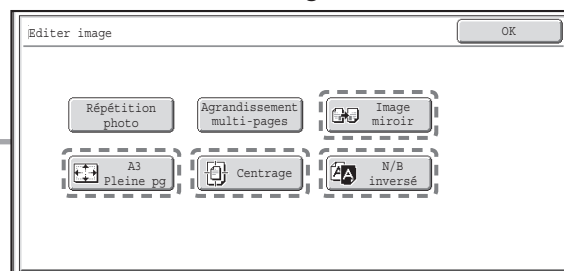 Editer image
OK
Répétition
photo
Agrandissement
multi-pages
Image
miroir
A3
Pleine pg
Centrage
N/B
inversé